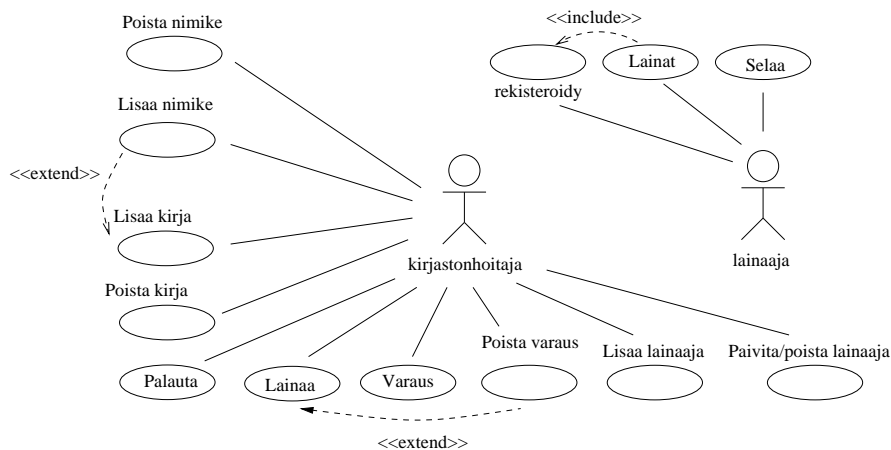 Poista nimike
<<include>>
Lainat
Selaa
rekisteroidy
Lisaa nimike
<<extend>>
Lisaa kirja
lainaaja
kirjastonhoitaja
Poista kirja
Poista varaus
Lisaa lainaaja
Paivita/poista lainaaja
Palauta
Lainaa
Varaus
<<extend>>